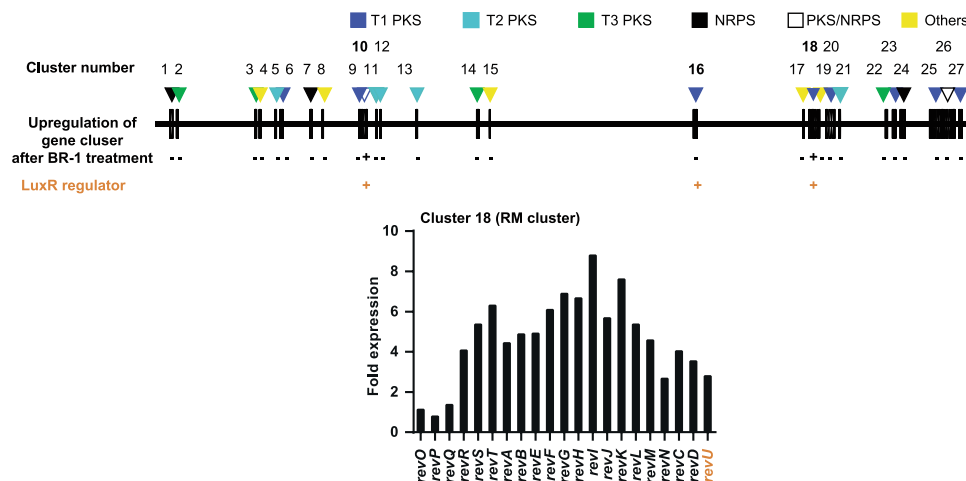 T1 PKS T2 PKS T3 PKS NRPS PKS/NRPS Others
10 12 18 20 23 26
Cluster number 1 2 3 4 5 6 7 8 9 11 13 14 15 16 17 19 21 22 24 25 27
Upregulation of
gene cluser
after BR-1 treatment - - - - - - - - - + - - - - - - - + - - - - - - - - -
LuxR regulator + + +
Cluster 18 (RM cluster)
10
8
6
4
2
0
Fold expression
revO revP revQ revR revS revT revA revB revE revF revG revH revI revJ revK revL revM revN revC revD revU